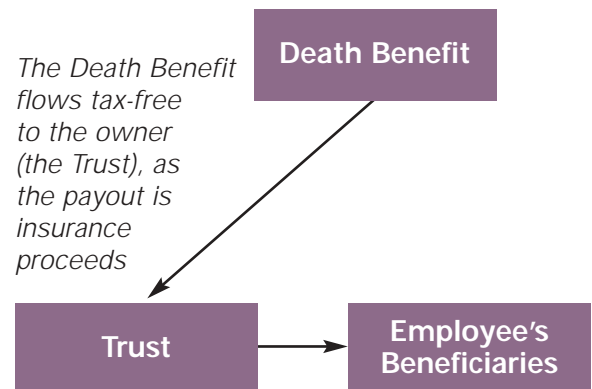 Death Benefit
The Death Benefit
flows tax-free
to the owner
(the Trust), as
the payout is
insurance
proceeds
Trust
Employee's
Beneficiaries